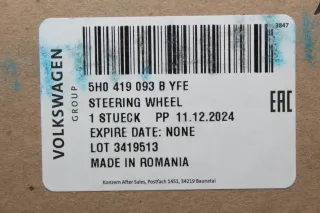 3847
VOLKSWAGEN
GROUP
5H0 419 093 B YFE
STEERING WHEEL
1 STUECK PP 11.12.2024
EXPIRE DATE: NONE
LOT 3419513
MADE IN ROMANIA
EAC
Konzern After Sales, Postfach 1451, 34219 Baunatal